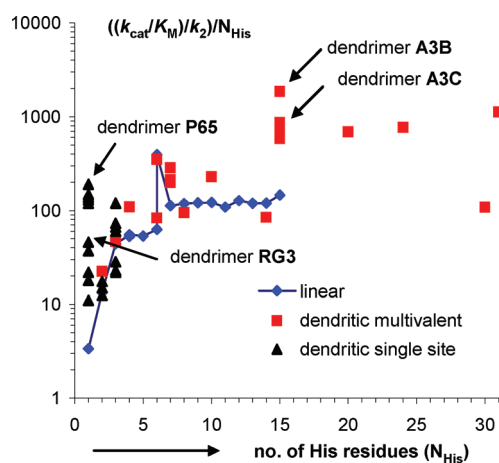 ((kcat/KM)/k2)/NHis
10000
1000
100
10
1
dendrimer A3B
dendrimer A3C
dendrimer P65
dendrimer RG3
linear
dendritic multivalent
dendritic single site
0 5 10 15 20 25 30
no. of His residues (NHis)